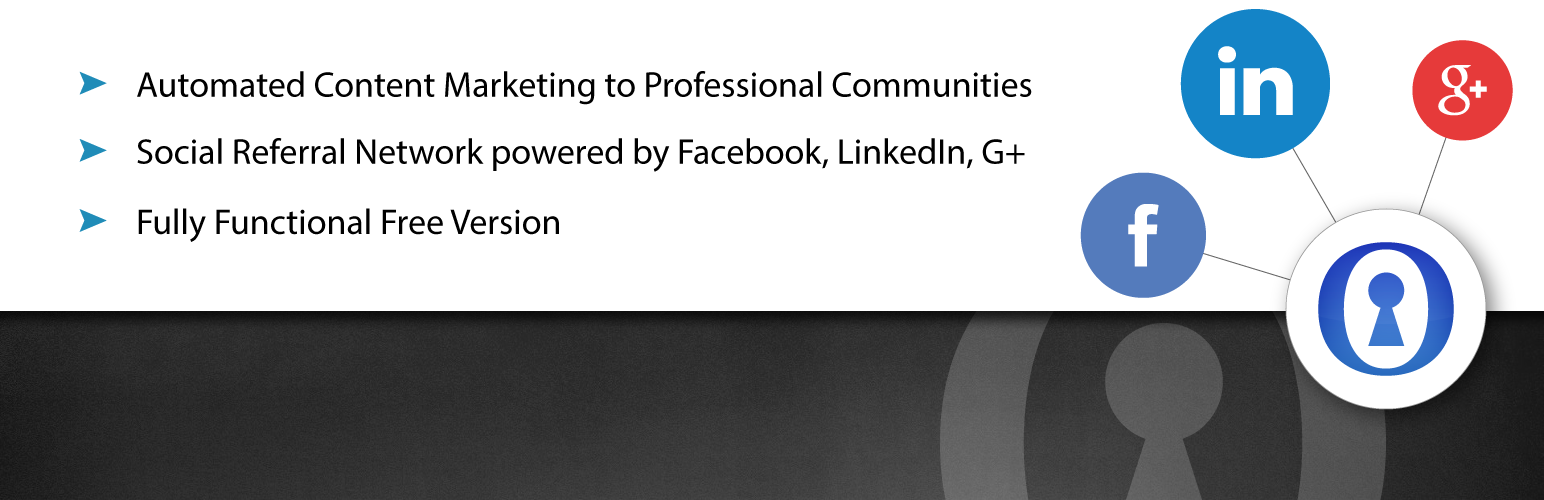 Automated Content Marketing to Professional Communities
Social Referral Network powered by Facebook, LinkedIn, G+
Fully Functional Free Version
in
g+
f